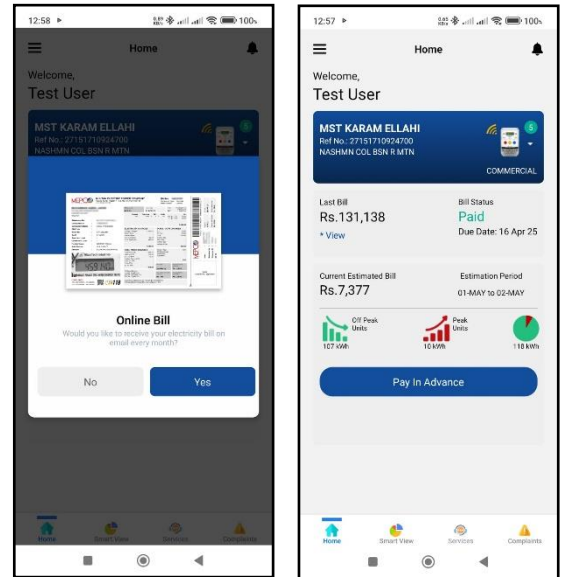 12:58
100%
Home
Welcome,
Test User
MST KARAM ELLAHI
Ref No.: 27151710924700
NASHMN COL BSN R MTN
5
MEPCO
Online Bill
Would you like to receive your electricity bill on
email every month?
No
Yes
Home
Smart View
Services
Complaints
12:57
100%
Home
Welcome,
Test User
MST KARAM ELLAHI
Ref No.: 27151710924700
NASHMN COL BSN R MTN
5
COMMERCIAL
Last Bill
Bill Status
Rs.131,138
Paid
* View
Due Date: 16 Apr 25
Current Estimated Bill
Estimation Period
Rs.7,377
01-MAY to 02-MAY
Off Peak
Units
107 kWh
Peak
Units
10 kWh
118 kWh
Pay In Advance
Home
Smart View
Services
Complaints